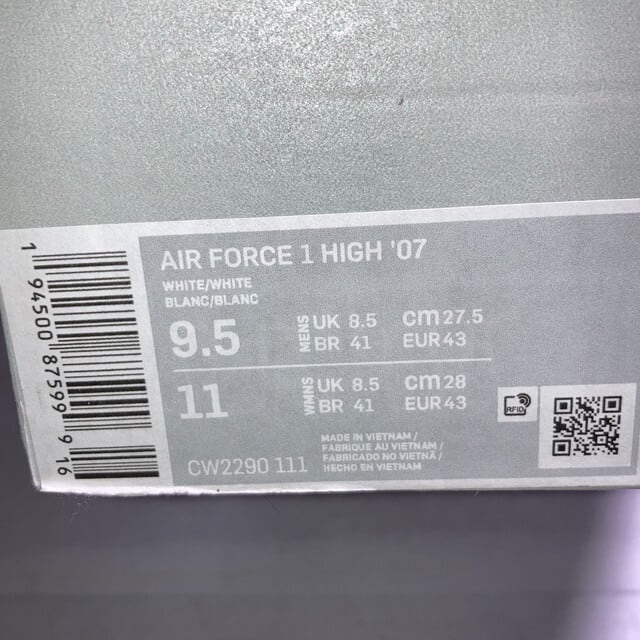 AIR FORCE 1 HIGH '07
WHITE/WHITE
BLANC/BLANC
9.5
MENS
UK 8.5 cm 27.5
BR 41 EUR 43
11
WMNS
UK 8.5 cm 28
BR 41 EUR 43
CW2290 111
MADE IN VIETNAM /
FABRIQUE AU VIETNAM /
FABRICADO NO VIETNÃ /
HECHO EN VIETNAM
RFID
1 94500 87599 9 16